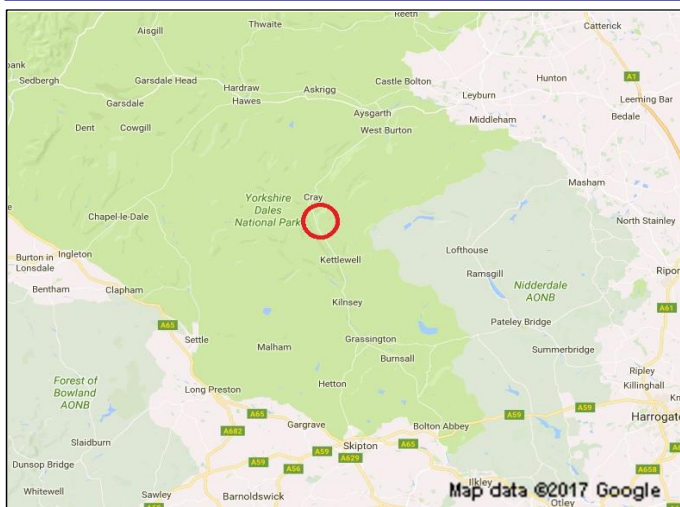 Reeth
Thwaite
Catterick
Aisgill
Sedbergh
Garsdale Head
Hardraw
Askrigg
Castle Bolton
Hunton
A1
Hawes
Leyburn
Leeming Bar
Garsdale
Aysgarth
Bedale
Dent
Cowgill
West Burton
Middleham
Masham
Cray
Yorkshire
Dales
National Park
Chapel-le-Dale
North Stainley
Lofthouse
Burton in
Lonsdale
Ingleton
Kettlewell
Ramsgill
Nidderdale
AONB
Bentham
Clapham
Kilnsey
A61
A65
Settle
Pateley Bridge
Malham
Grassington
Burnsall
Summerbridge
Forest of
Bowland
AONB
Hetton
Ripley
Killinghall
Long Preston
A65
A59
A59
A682
Gargrave
Bolton Abbey
Slaidburn
Skipton
A65
A59
A629
Dunsop Bridge
A59
A56
A658
Ilkley
Whitewell
Sawley
Barnoldswick
Otley
Map data ©2017 Google